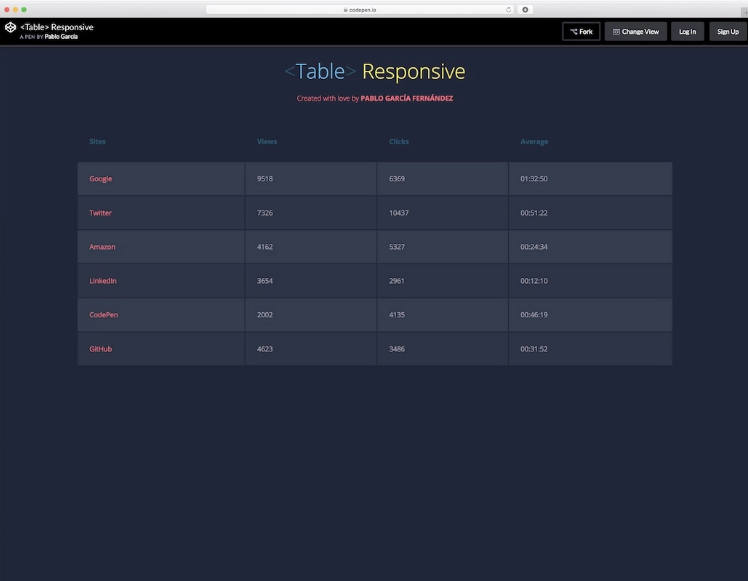 codepen.io
<Table> Responsive
A PEN BY Pablo García
Fork
Change View
Log In
Sign Up
<Table> Responsive
Created with love by PABLO GARCÍA FERNÁNDEZ
Sites Views Clicks Average
Google 9518 6369 01:32:50
Twitter 7326 10437 00:51:22
Amazon 4162 5327 00:24:34
LinkedIn 3654 2961 00:12:10
CodePen 2002 4135 00:46:19
GitHub 4623 3486 00:31:52